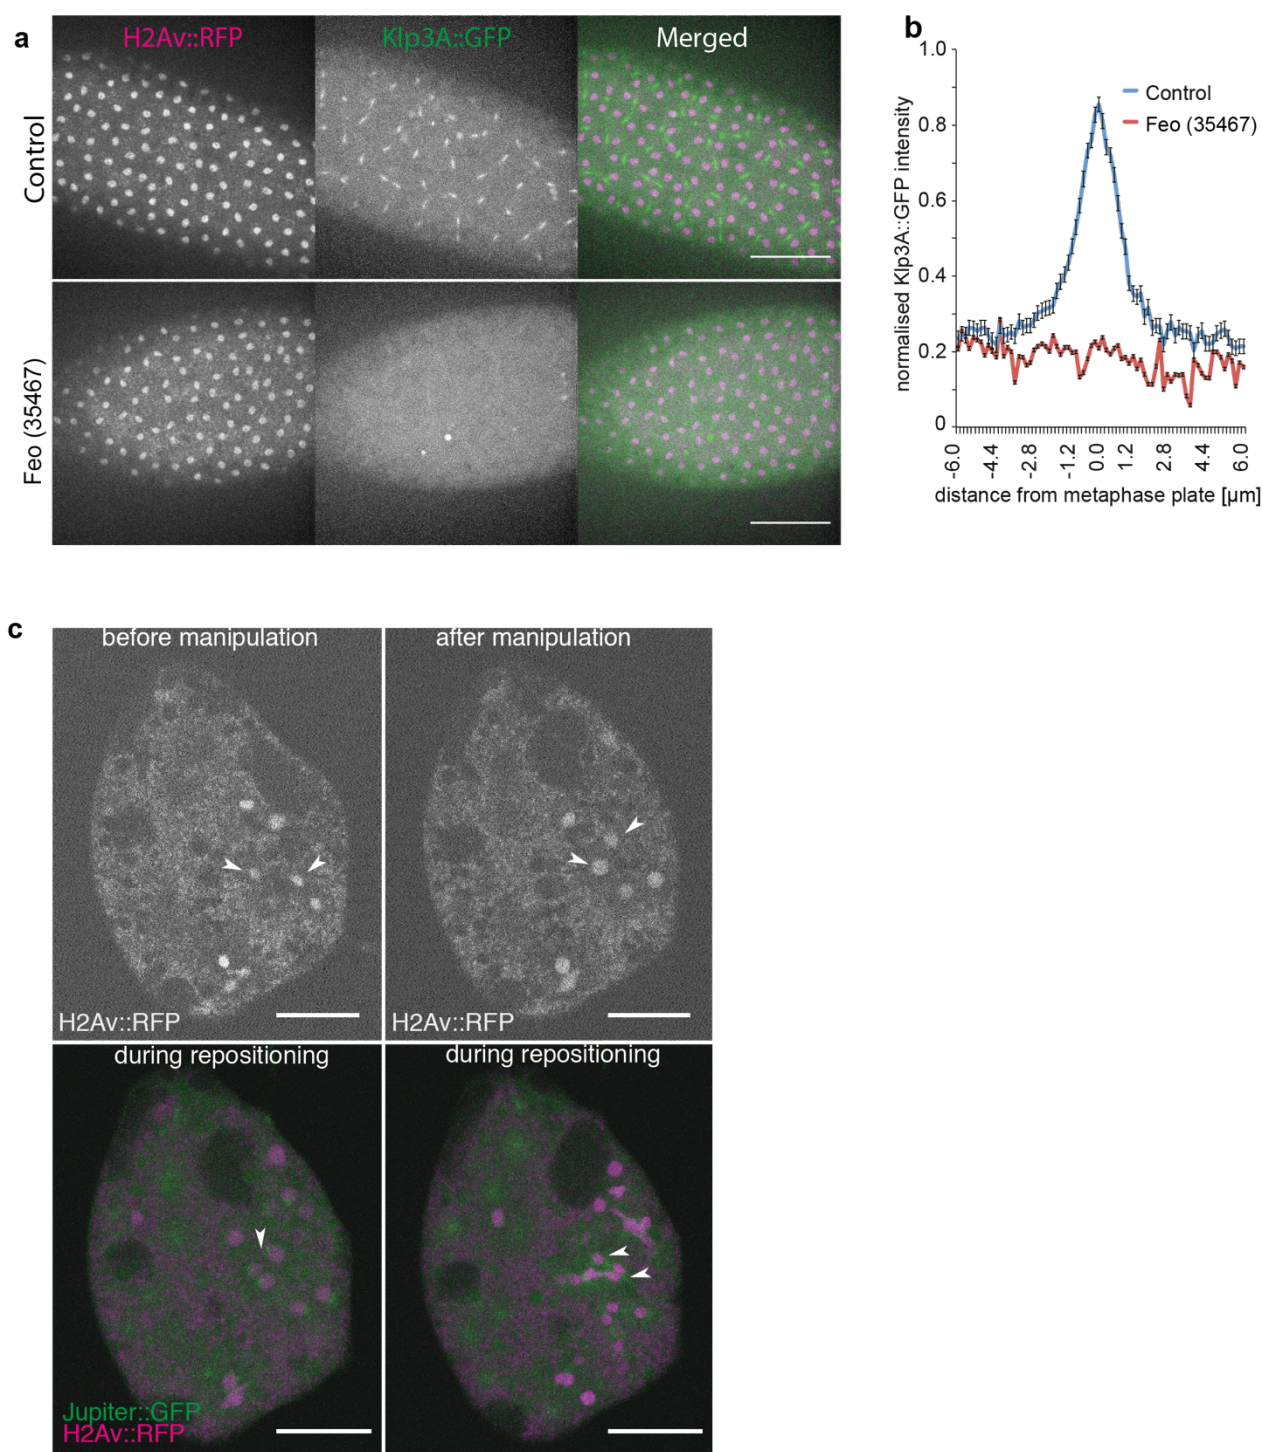 a
H2Av::RFP
Klp3A::GFP
Merged
Control
Feo (35467)
b
normalised Klp3A::GFP intensity
1.0
0.8
0.6
0.4
0.2
0
Control
Feo (35467)
-6.0
-4.4
-2.8
-1.2
0.0
1.2
2.8
4.4
6.0
distance from metaphase plate [µm]
c
before manipulation
after manipulation
H2Av::RFP
H2Av::RFP
during repositioning
during repositioning
Jupiter::GFP
H2Av::RFP